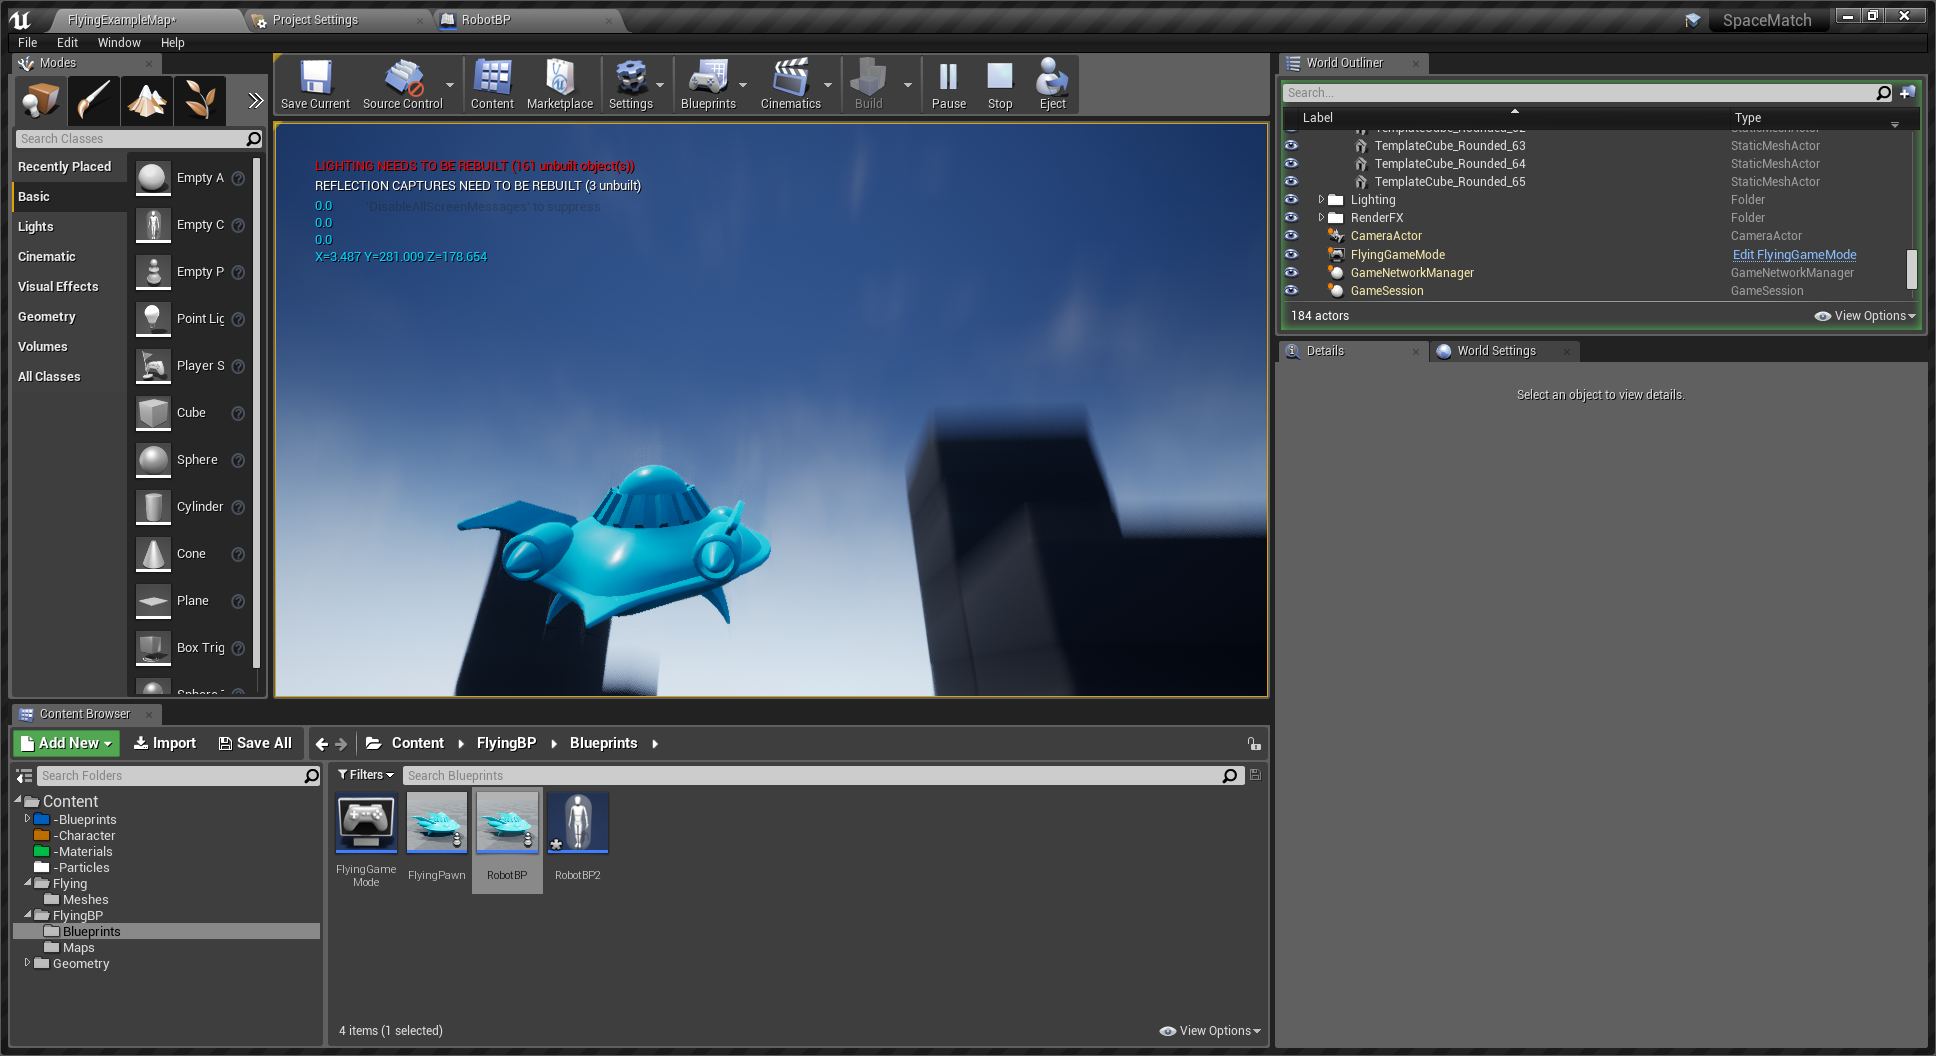 FlyingExampleMap*
Project Settings
RobotBP
SpaceMatch
File Edit Window Help
Modes
Save Current
Source Control
Content
Marketplace
Settings
Blueprints
Cinematics
Build
Pause
Stop
Eject
Search Classes
Recently Placed
Basic
Lights
Cinematic
Visual Effects
Geometry
Volumes
All Classes
Empty A
Empty C
Empty P
Point Lig
Player S
Cube
Sphere
Cylinder
Cone
Plane
Box Trig
LIGHTING NEEDS TO BE REBUILT (161 unbuilt object(s))
REFLECTION CAPTURES NEED TO BE REBUILT (3 unbuilt)
0.0 'DisableAllScreenMessages' to suppress
0.0
0.0
X=3.487 Y=281.009 Z=178.654
World Outliner
Search...
Label Type
TemplateCube_Rounded_62 StaticMeshActor
TemplateCube_Rounded_63 StaticMeshActor
TemplateCube_Rounded_64 StaticMeshActor
TemplateCube_Rounded_65 StaticMeshActor
Lighting Folder
RenderFX Folder
CameraActor CameraActor
FlyingGameMode Edit FlyingGameMode
GameNetworkManager GameNetworkManager
GameSession GameSession
184 actors
View Options
Details
World Settings
Select an object to view details.
Content Browser
Add New
Import
Save All
Content
FlyingBP
Blueprints
Search Folders
Content
-Blueprints
-Character
-Materials
-Particles
Flying
Meshes
FlyingBP
Blueprints
Maps
Geometry
Filters
Search Blueprints
FlyingGame
Mode
FlyingPawn
RobotBP
RobotBP2
4 items (1 selected)
View Options